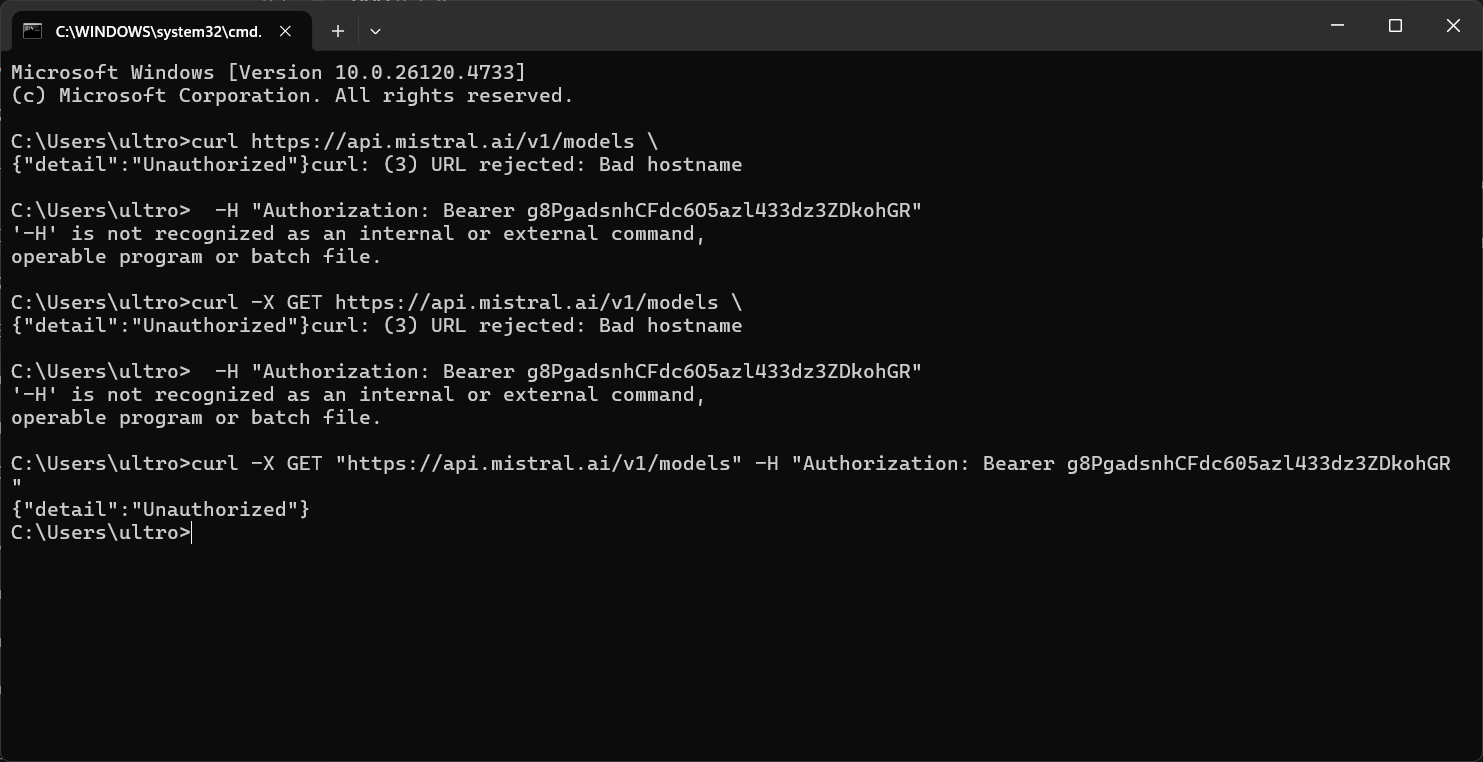 C:\WINDOWS\system32\cmd.
Microsoft Windows [Version 10.0.26120.4733]
(c) Microsoft Corporation. All rights reserved.
C:\Users\ultro>curl https://api.mistral.ai/v1/models \
{"detail":"Unauthorized"}curl: (3) URL rejected: Bad hostname
C:\Users\ultro>  -H "Authorization: Bearer g8PgadsnhCFdc6O5azl433dz3ZDkohGR"
'-H' is not recognized as an internal or external command,
operable program or batch file.
C:\Users\ultro>curl -X GET https://api.mistral.ai/v1/models \
{"detail":"Unauthorized"}curl: (3) URL rejected: Bad hostname
C:\Users\ultro>  -H "Authorization: Bearer g8PgadsnhCFdc6O5azl433dz3ZDkohGR"
'-H' is not recognized as an internal or external command,
operable program or batch file.
C:\Users\ultro>curl -X GET "https://api.mistral.ai/v1/models" -H "Authorization: Bearer g8PgadsnhCFdc605azl433dz3ZDkohGR
"
{"detail":"Unauthorized"}
C:\Users\ultro>